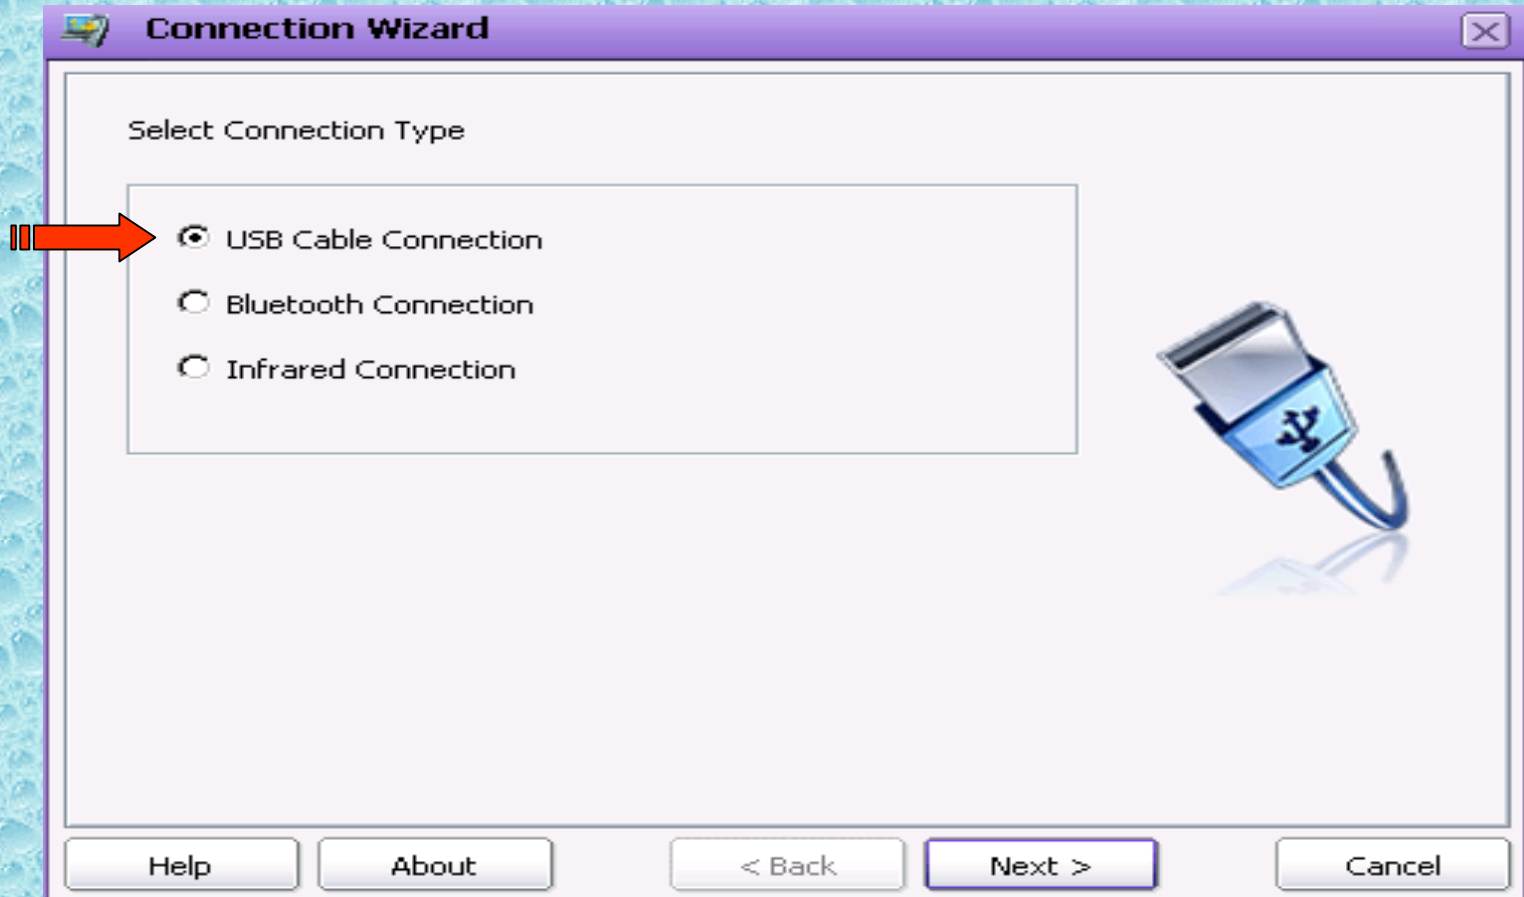 Connection Wizard
Select Connection Type
USB Cable Connection
Bluetooth Connection
Infrared Connection
Help About < Back Next > Cancel